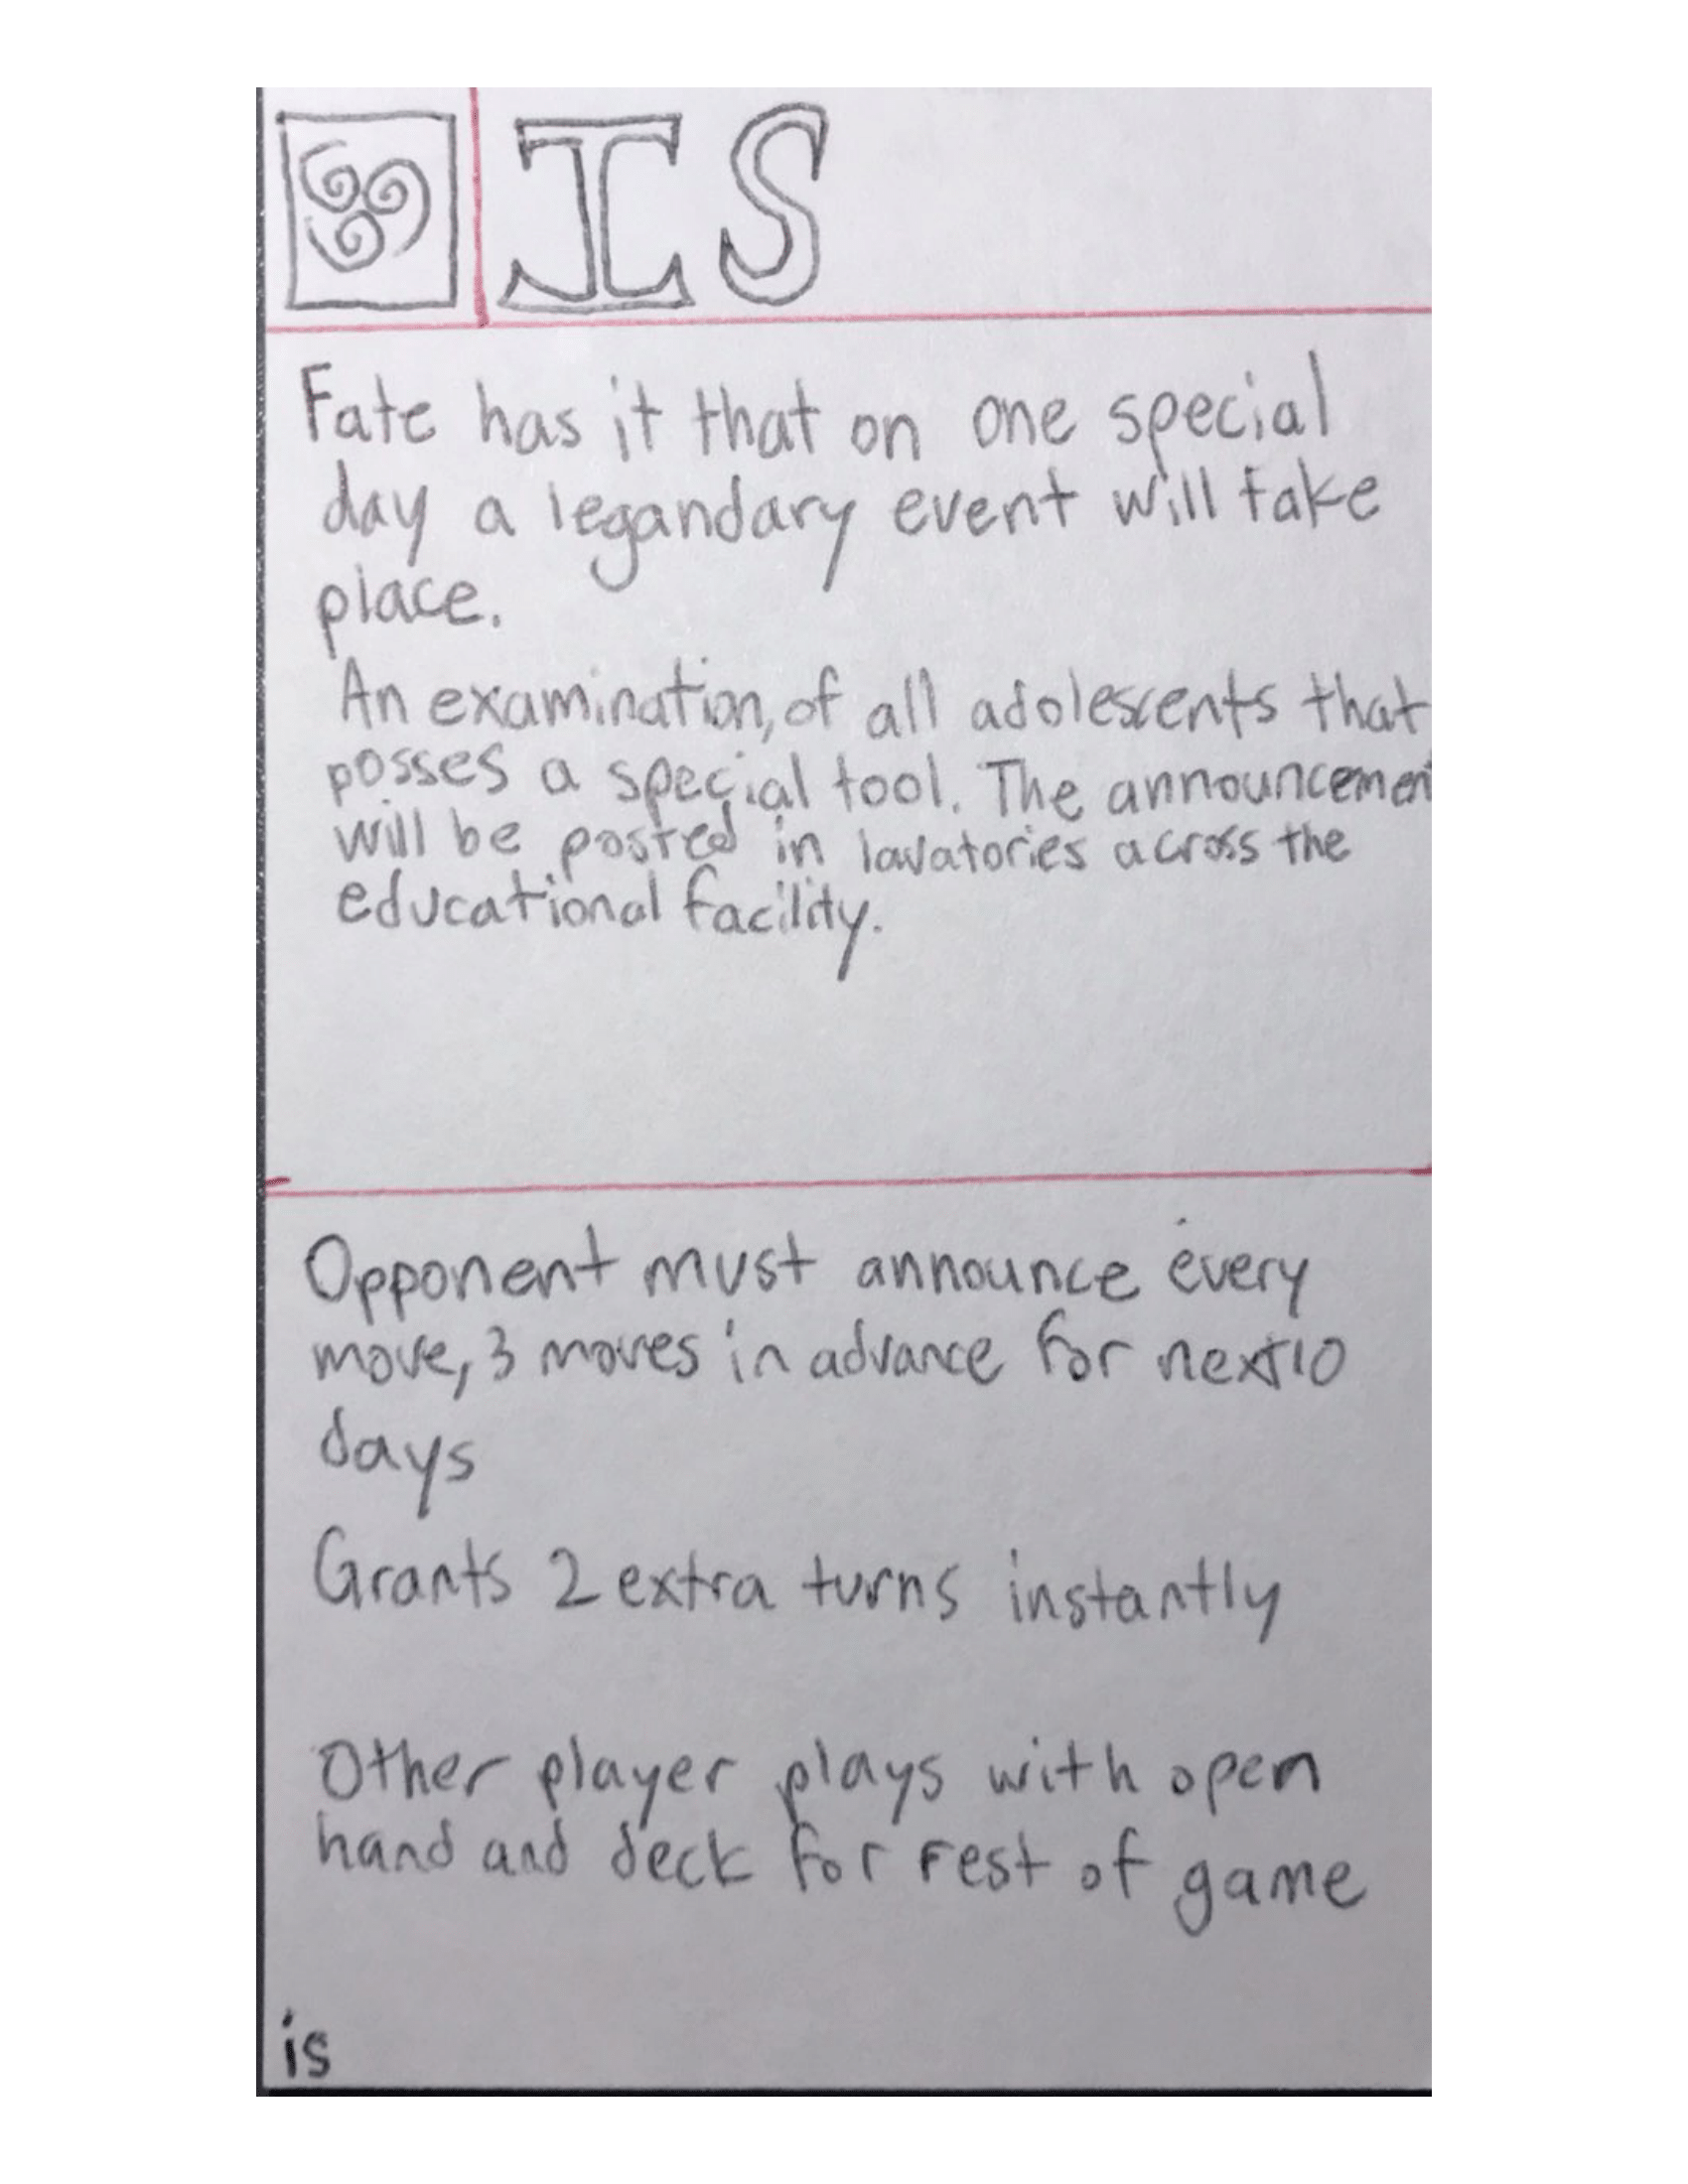 IS
Fate has it that on one special
day a legandary event will take
place.
An examination, of all adolescents that
posses a special tool. The announcemen
will be posted in lavatories across the
educational facility.
Opponent must announce every
move, 3 moves in advance for next 10
days
Grants 2 extra turns instantly
Other player plays with open
hand and deck for rest of game
is